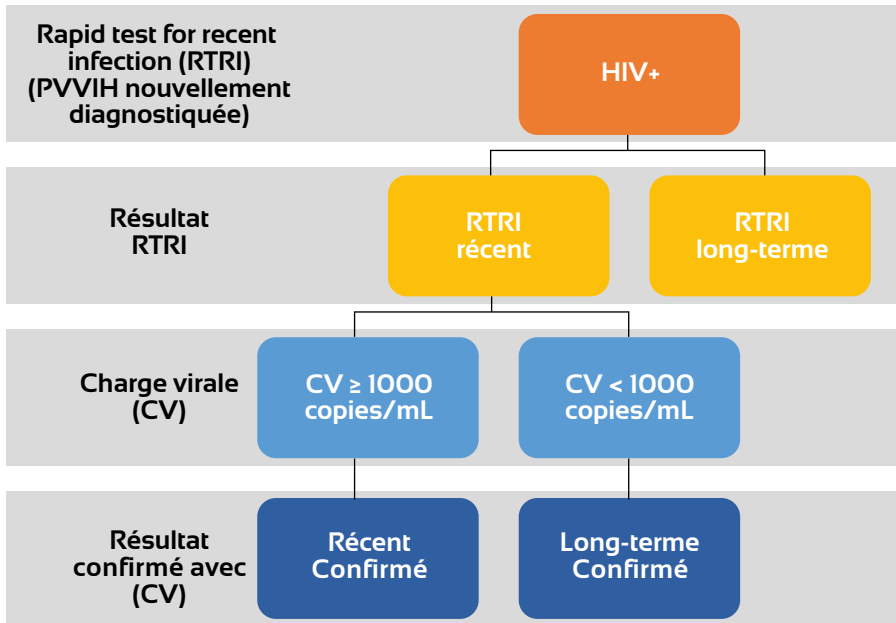 Rapid test for recent
infection (RTRI)
(PVVIH nouvellement
diagnostiquée)
HIV+
Résultat
RTRI
RTRI
récent
RTRI
long-terme
Charge virale
(CV)
CV ≥ 1000
copies/mL
CV < 1000
copies/mL
Résultat
confirmé avec
(CV)
Récent
Confirmé
Long-terme
Confirmé